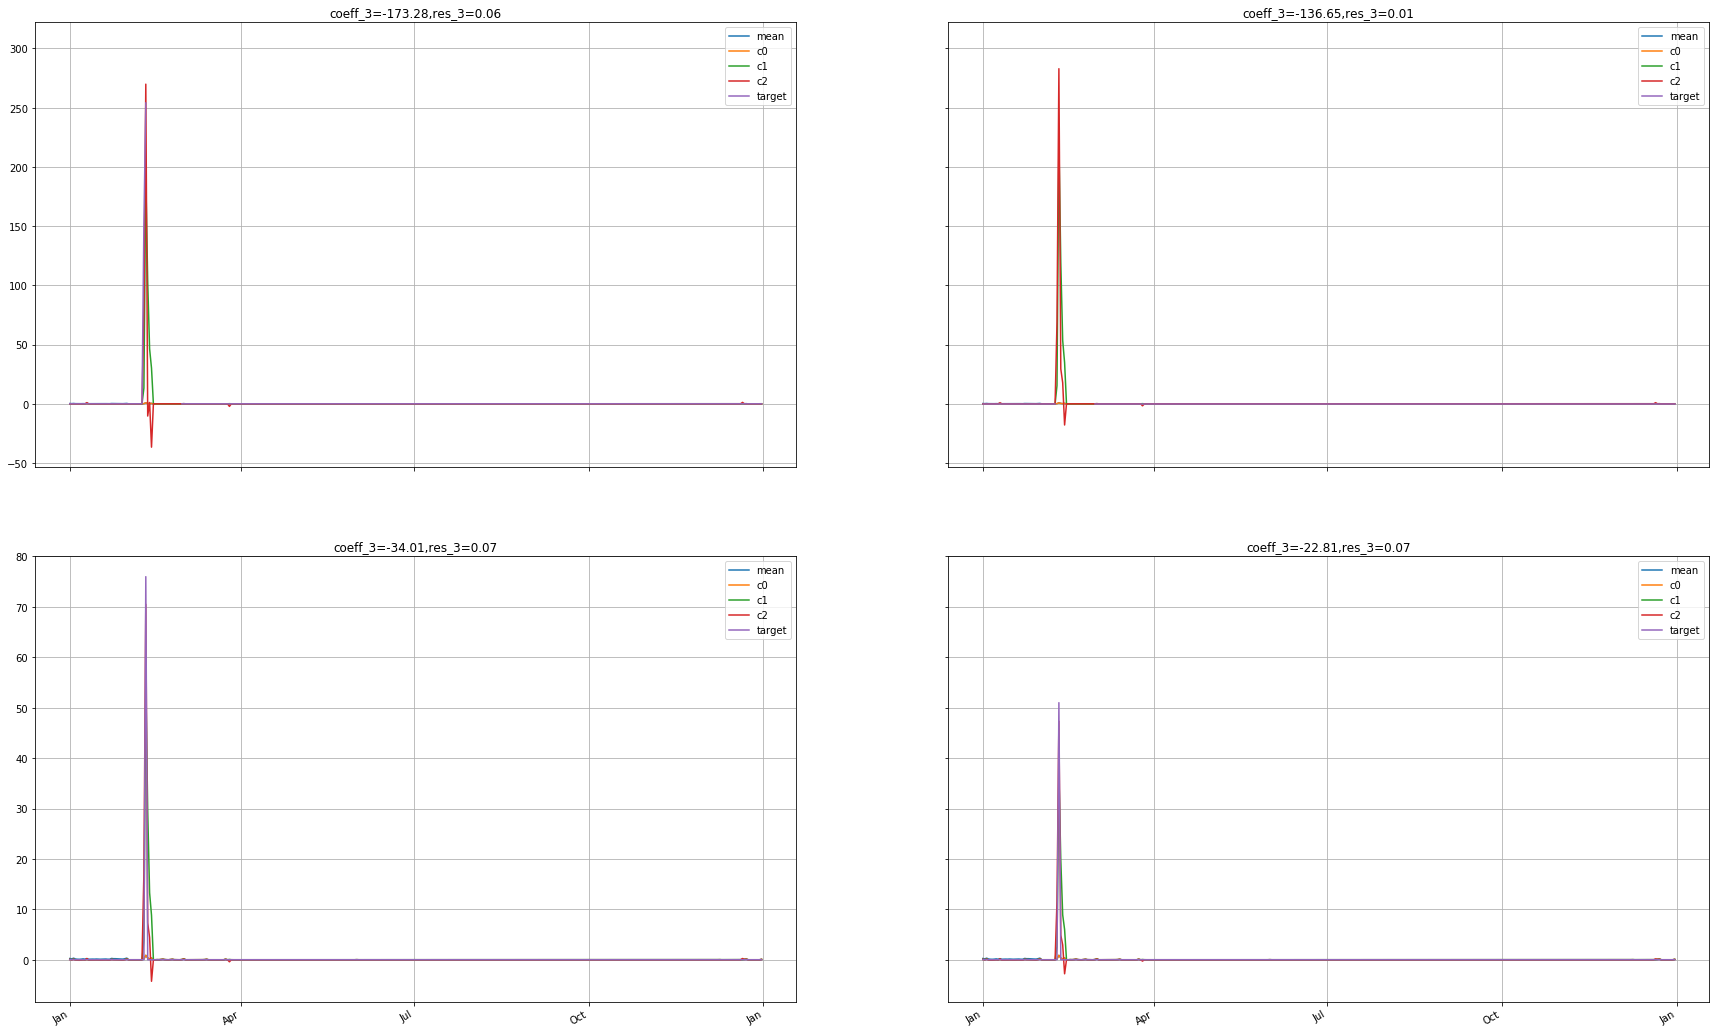 coeff_3=-173.28,res_3=0.06
300
250
200
150
100
50
0
−50
mean
c0
c1
c2
target
coeff_3=-136.65,res_3=0.01
mean
c0
c1
c2
target
coeff_3=-34.01,res_3=0.07
80
70
60
50
40
30
20
10
0
mean
c0
c1
c2
target
Jan
Apr
Jul
Oct
Jan
coeff_3=-22.81,res_3=0.07
mean
c0
c1
c2
target
Jan
Apr
Jul
Oct
Jan